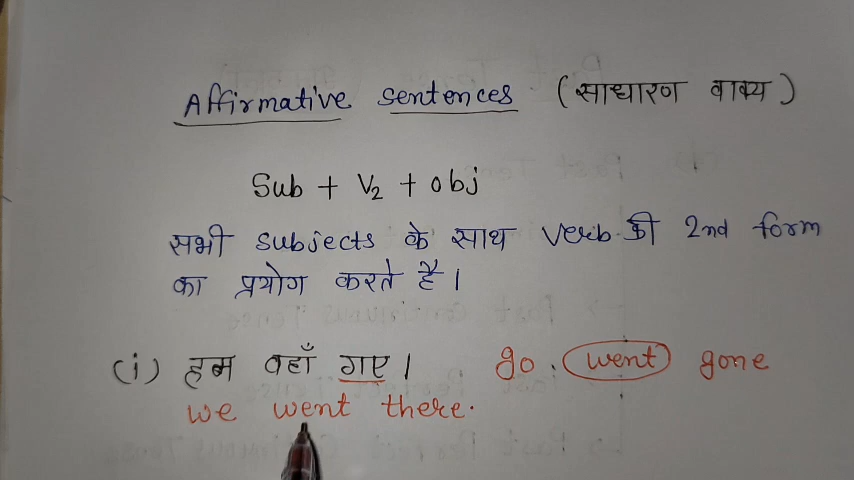 Affirmative Sentences (साधारण वाक्य)
Sub + V₂ + obj
सभी subjects के साथ Verb की 2nd form
का प्रयोग करते है।
(i) हम वहाँ गए। go . went gone
we went there.